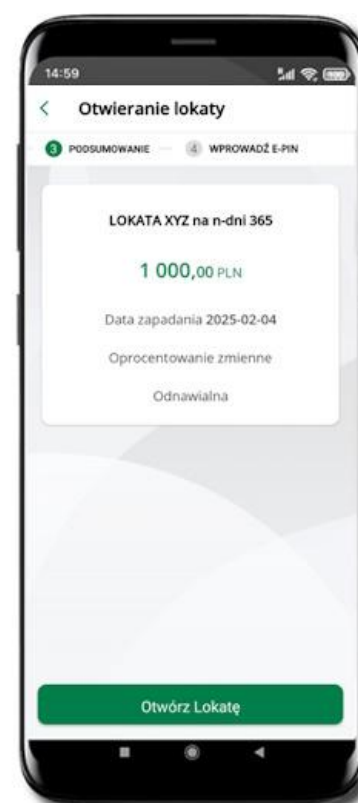 14:59
Otwieranie lokaty
3 PODSUMOWANIE 4 WPROWADŹ E-PIN
LOKATA XYZ na n-dni 365
1 000,00 PLN
Data zapadania 2025-02-04
Oprocentowanie zmienne
Odnawialna
Otwórz Lokatę